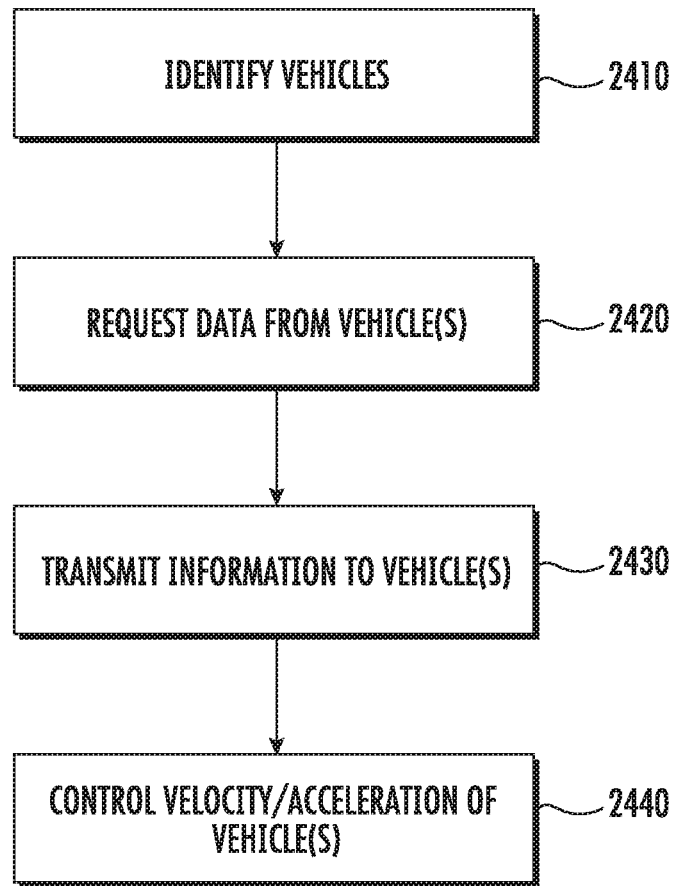 IDENTIFY VEHICLES
2410
REQUEST DATA FROM VEHICLE(S)
2420
TRANSMIT INFORMATION TO VEHICLE(S)
2430
CONTROL VELOCITY/ACCELERATION OF
VEHICLE(S)
2440